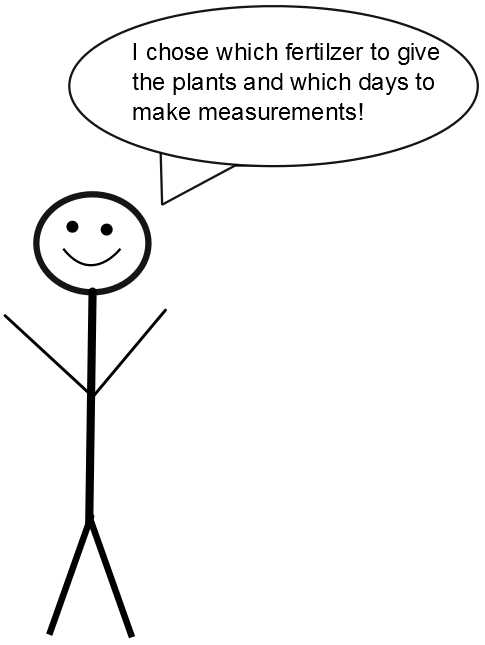 I chose which fertilzer to give
the plants and which days to
make measurements!